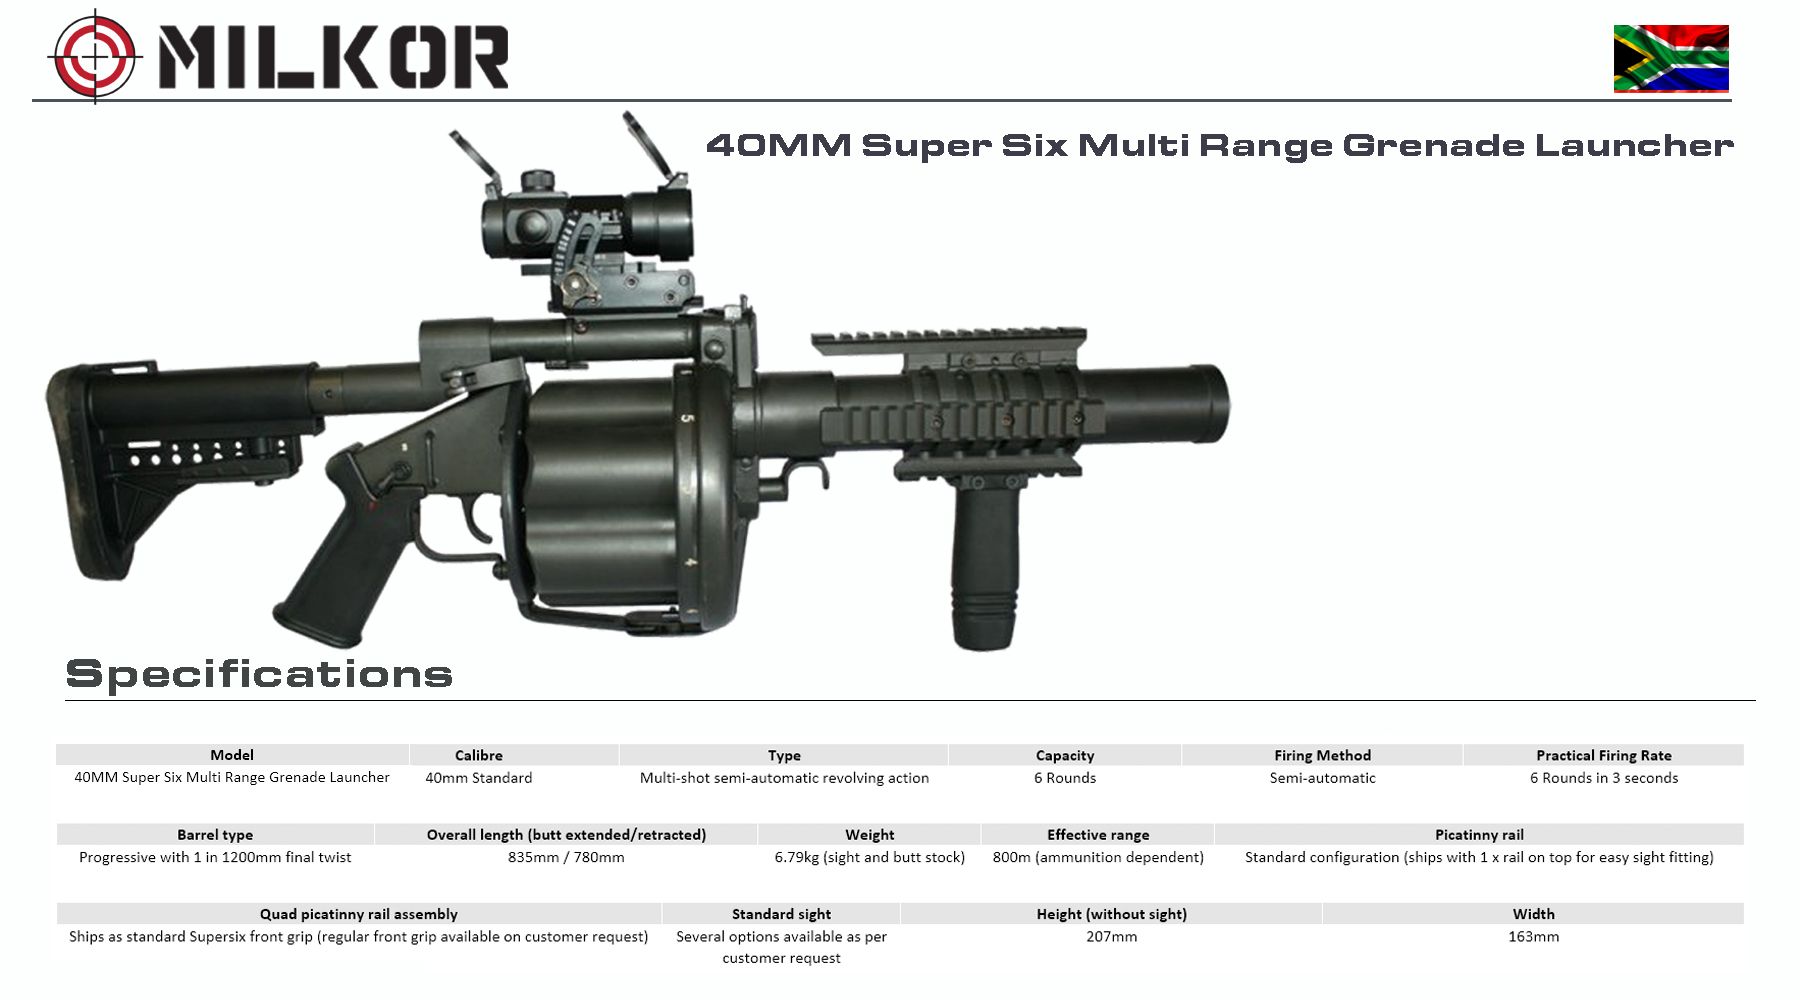 MILKOR
40MM Super Six Multi Range Grenade Launcher
5
4
Specifications
Model Calibre Type Capacity Firing Method Practical Firing Rate
40MM Super Six Multi Range Grenade Launcher 40mm Standard Multi-shot semi-automatic revolving action 6 Rounds Semi-automatic 6 Rounds in 3 seconds
Barrel type Overall length (butt extended/retracted) Weight Effective range Picatinny rail
Progressive with 1 in 1200mm final twist 835mm / 780mm 6.79kg (sight and butt stock) 800m (ammunition dependent) Standard configuration (ships with 1 x rail on top for easy sight fitting)
Quad picatinny rail assembly Standard sight Height (without sight) Width
Ships as standard Supersix front grip (regular front grip available on customer request) Several options available as per 207mm 163mm
customer request